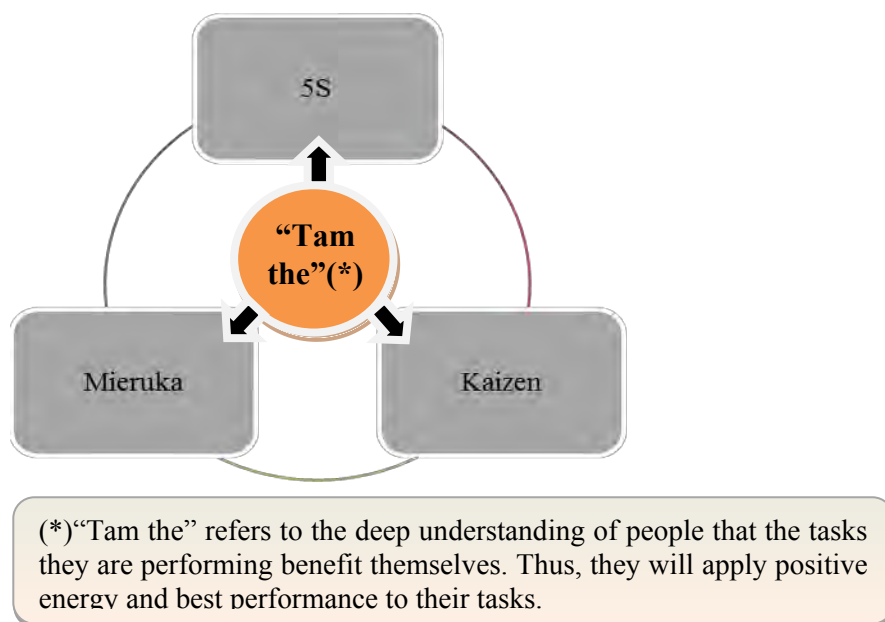 5S
“Tam
the”(*)
Mieruka
Kaizen
(*)“Tam the” refers to the deep understanding of people that the tasks
they are performing benefit themselves. Thus, they will apply positive
energy and best performance to their tasks.